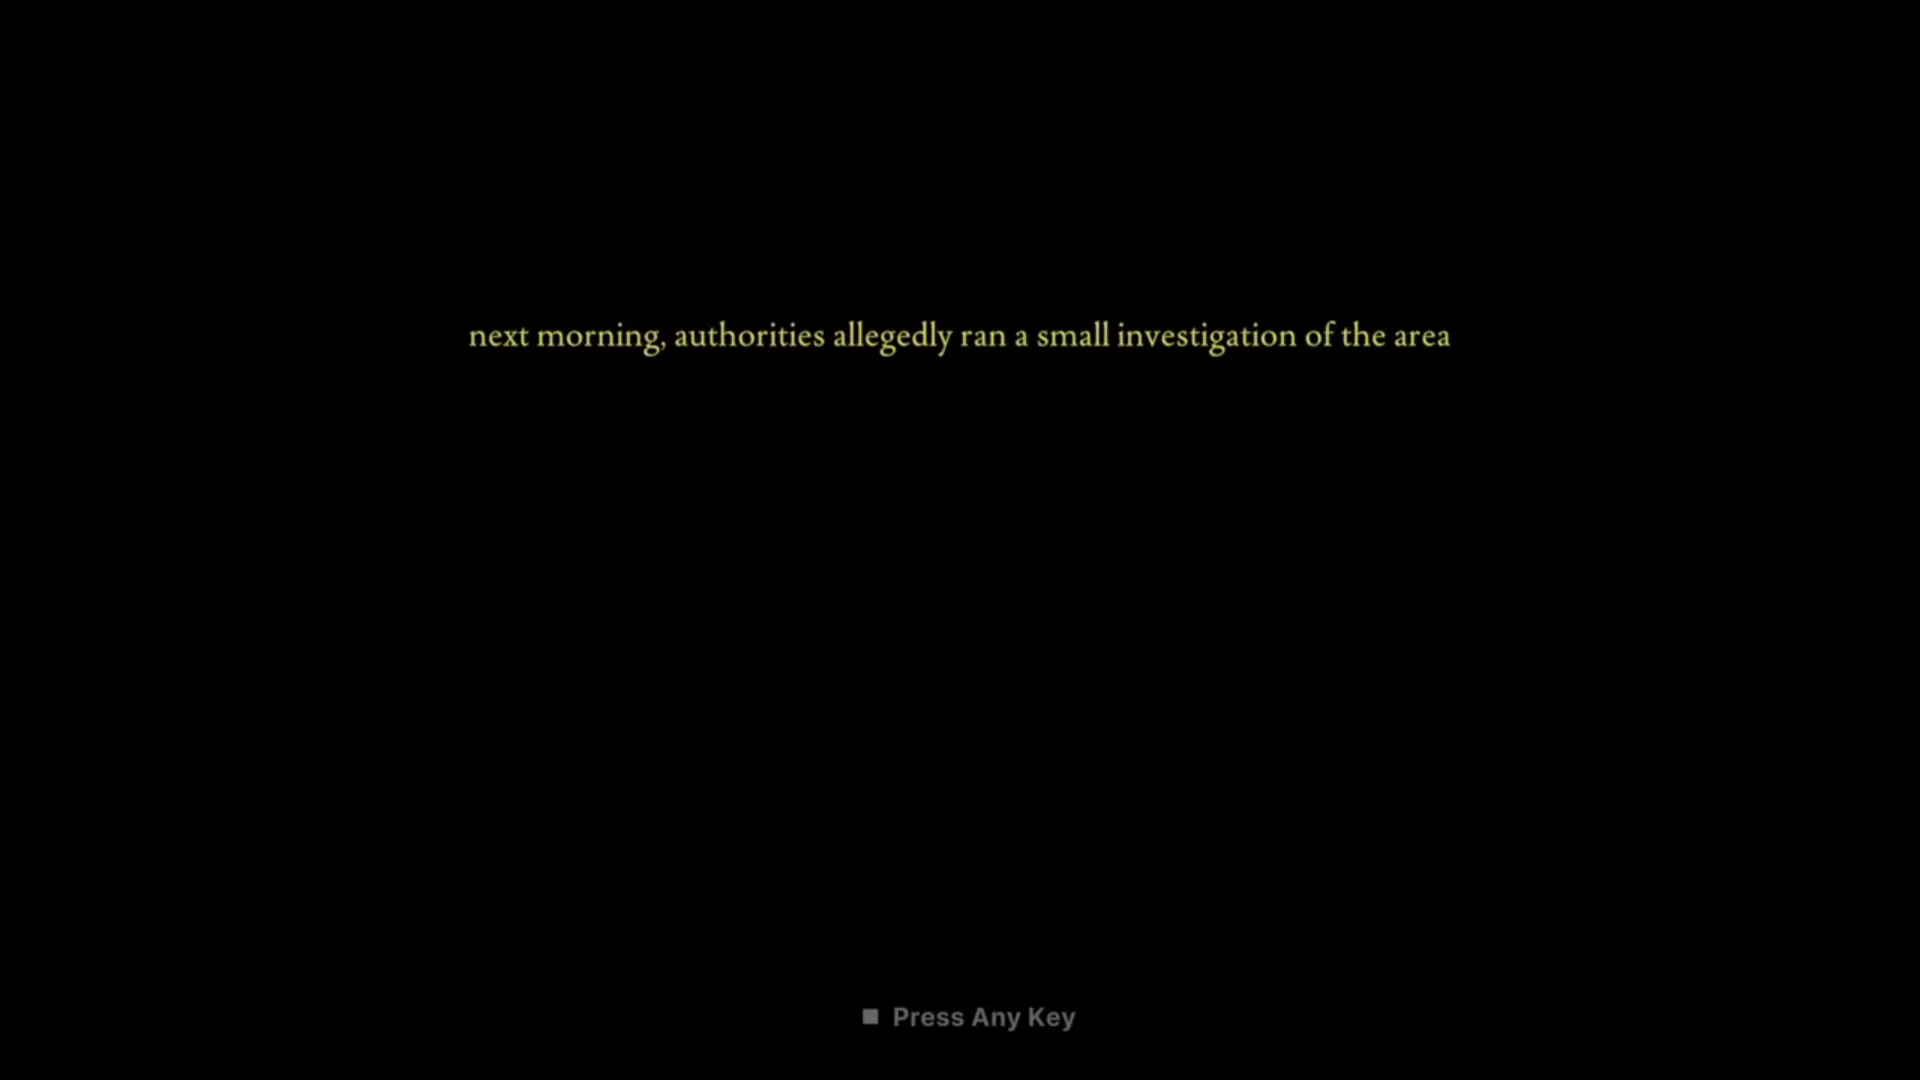 next morning, authorities allegedly ran a small investigation of the area
Press Any Key